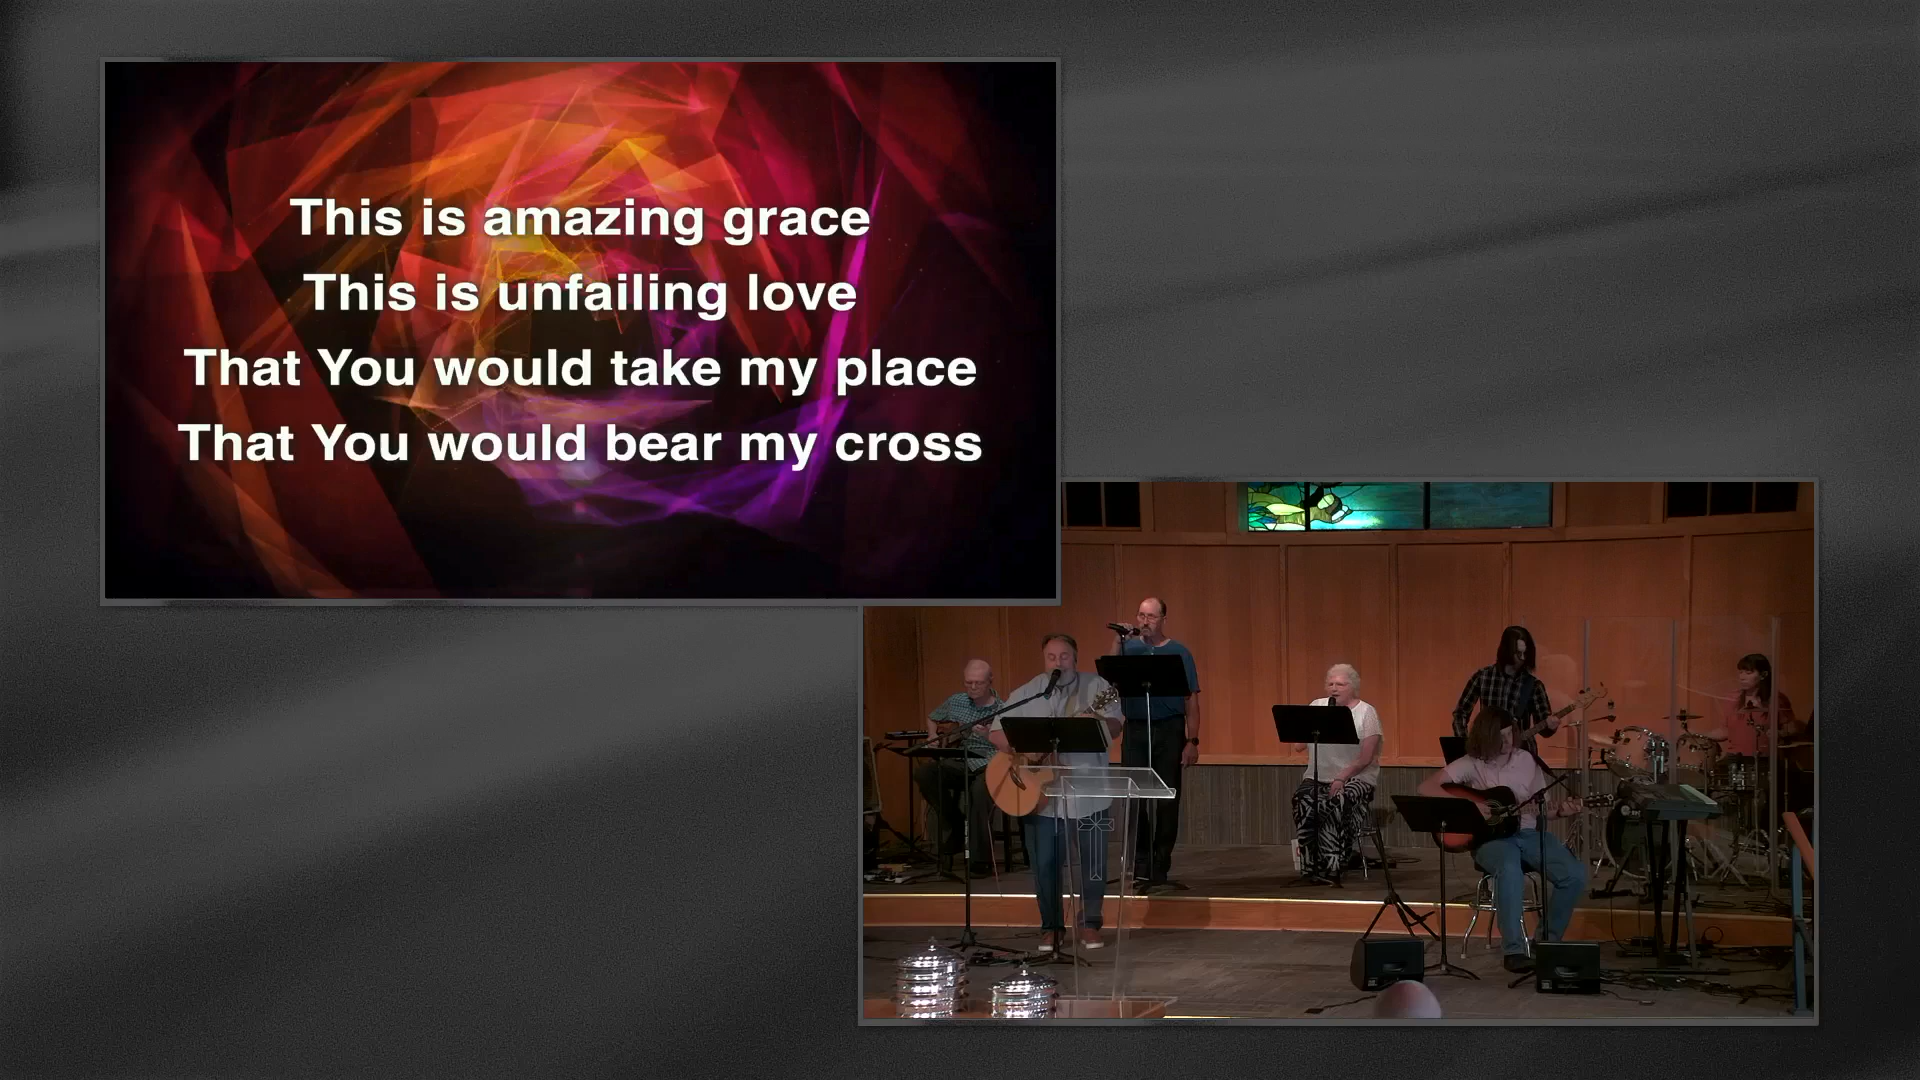 This is amazing grace
This is unfailing love
That You would take my place
That You would bear my cross